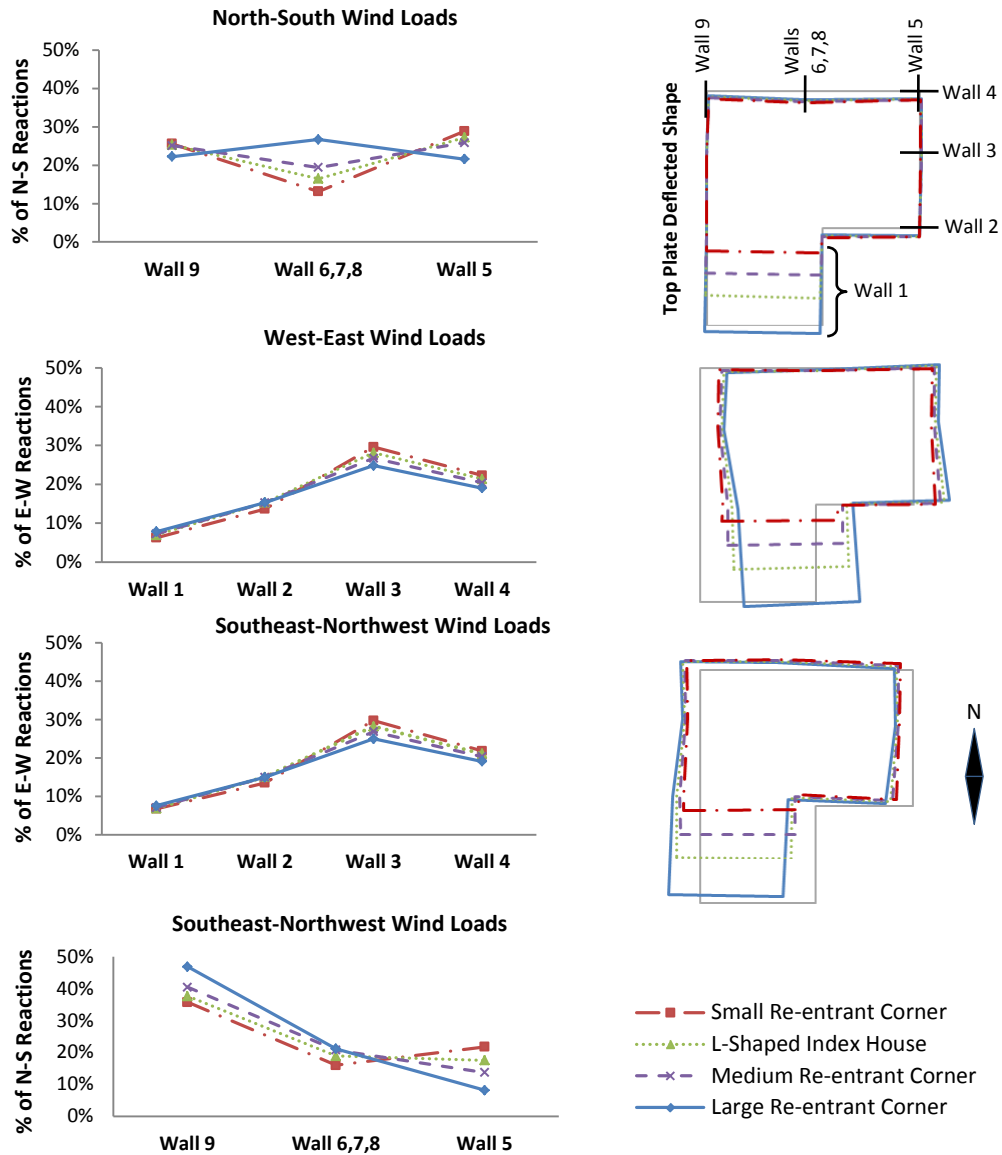 North-South Wind Loads
% of N-S Reactions
50%
40%
30%
20%
10%
0%
Wall 9
Wall 6,7,8
Wall 5
Top Plate Deflected Shape
Wall 9
Walls
6,7,8
Wall 5
Wall 4
Wall 3
Wall 2
Wall 1
West-East Wind Loads
% of E-W Reactions
50%
40%
30%
20%
10%
0%
Wall 1
Wall 2
Wall 3
Wall 4
Southeast-Northwest Wind Loads
% of E-W Reactions
50%
40%
30%
20%
10%
0%
Wall 1
Wall 2
Wall 3
Wall 4
N
Southeast-Northwest Wind Loads
% of N-S Reactions
50%
40%
30%
20%
10%
0%
Wall 9
Wall 6,7,8
Wall 5
Small Re-entrant Corner
L-Shaped Index House
Medium Re-entrant Corner
Large Re-entrant Corner